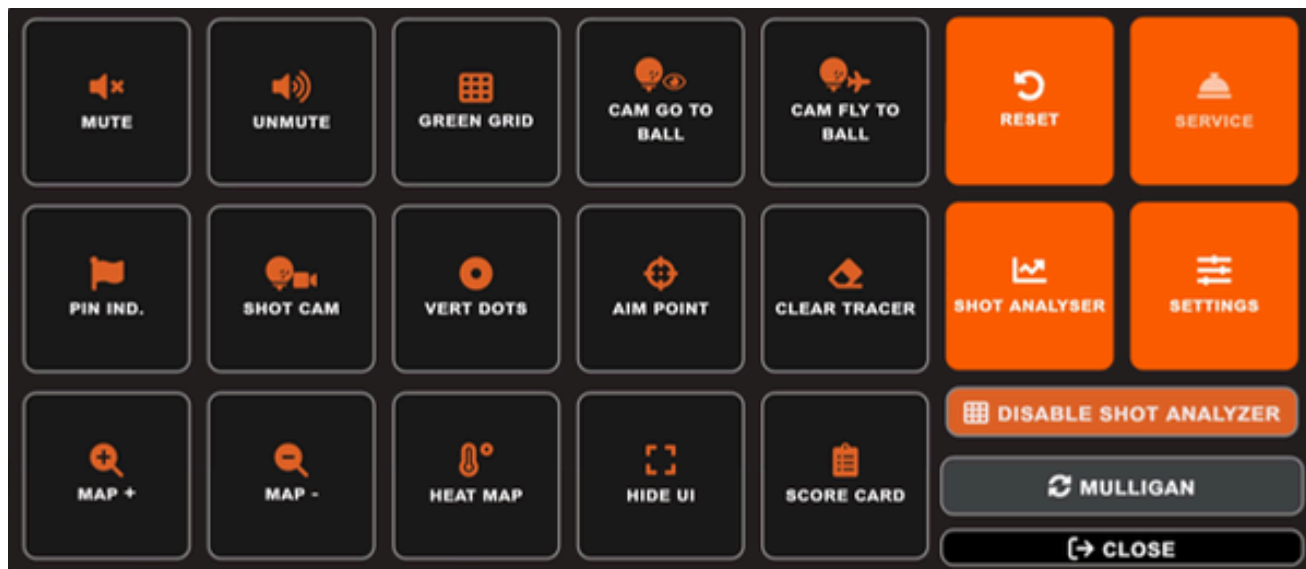 MUTE
UNMUTE
GREEN GRID
CAM GO TO
BALL
CAM FLY TO
BALL
RESET
SERVICE
PIN IND.
SHOT CAM
VERT DOTS
AIM POINT
CLEAR TRACER
SHOT ANALYSER
SETTINGS
MAP +
MAP -
HEAT MAP
HIDE UI
SCORE CARD
DISABLE SHOT ANALYZER
MULLIGAN
CLOSE